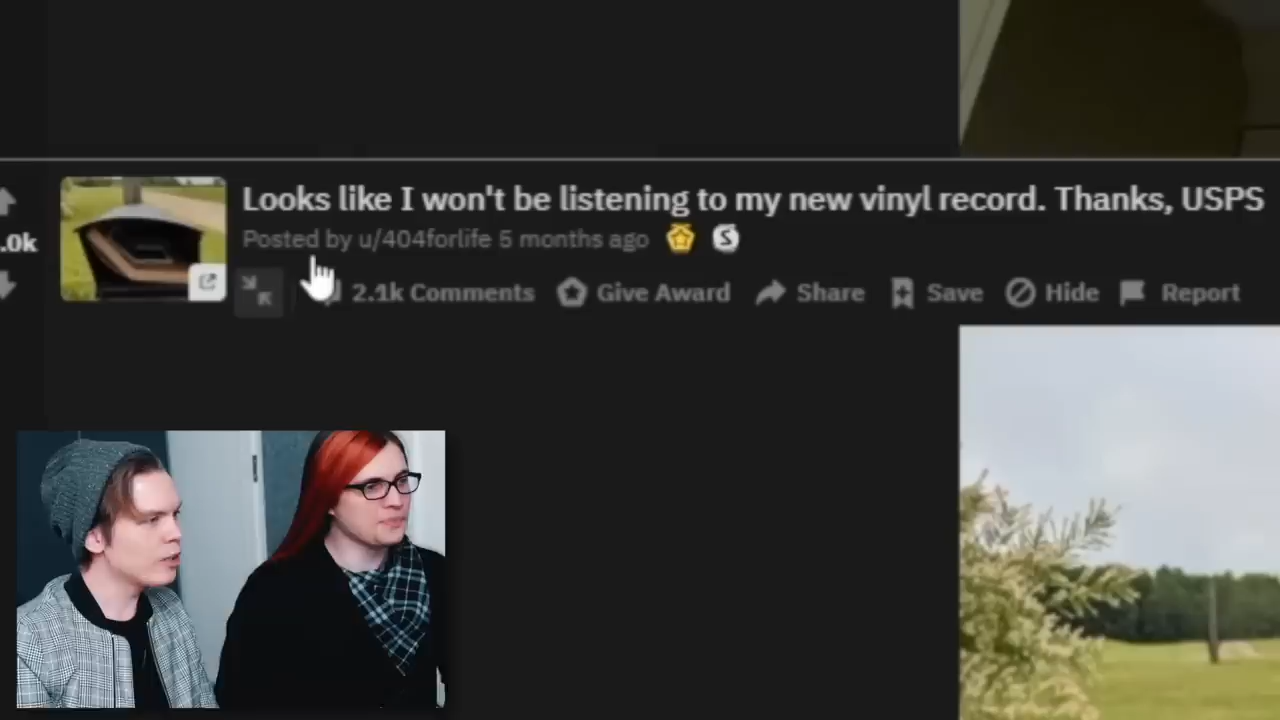 Looks like I won't be listening to my new vinyl record. Thanks, USPS
.0k
Posted by u/404forlife 5 months ago
2.1k Comments Give Award Share Save Hide Report